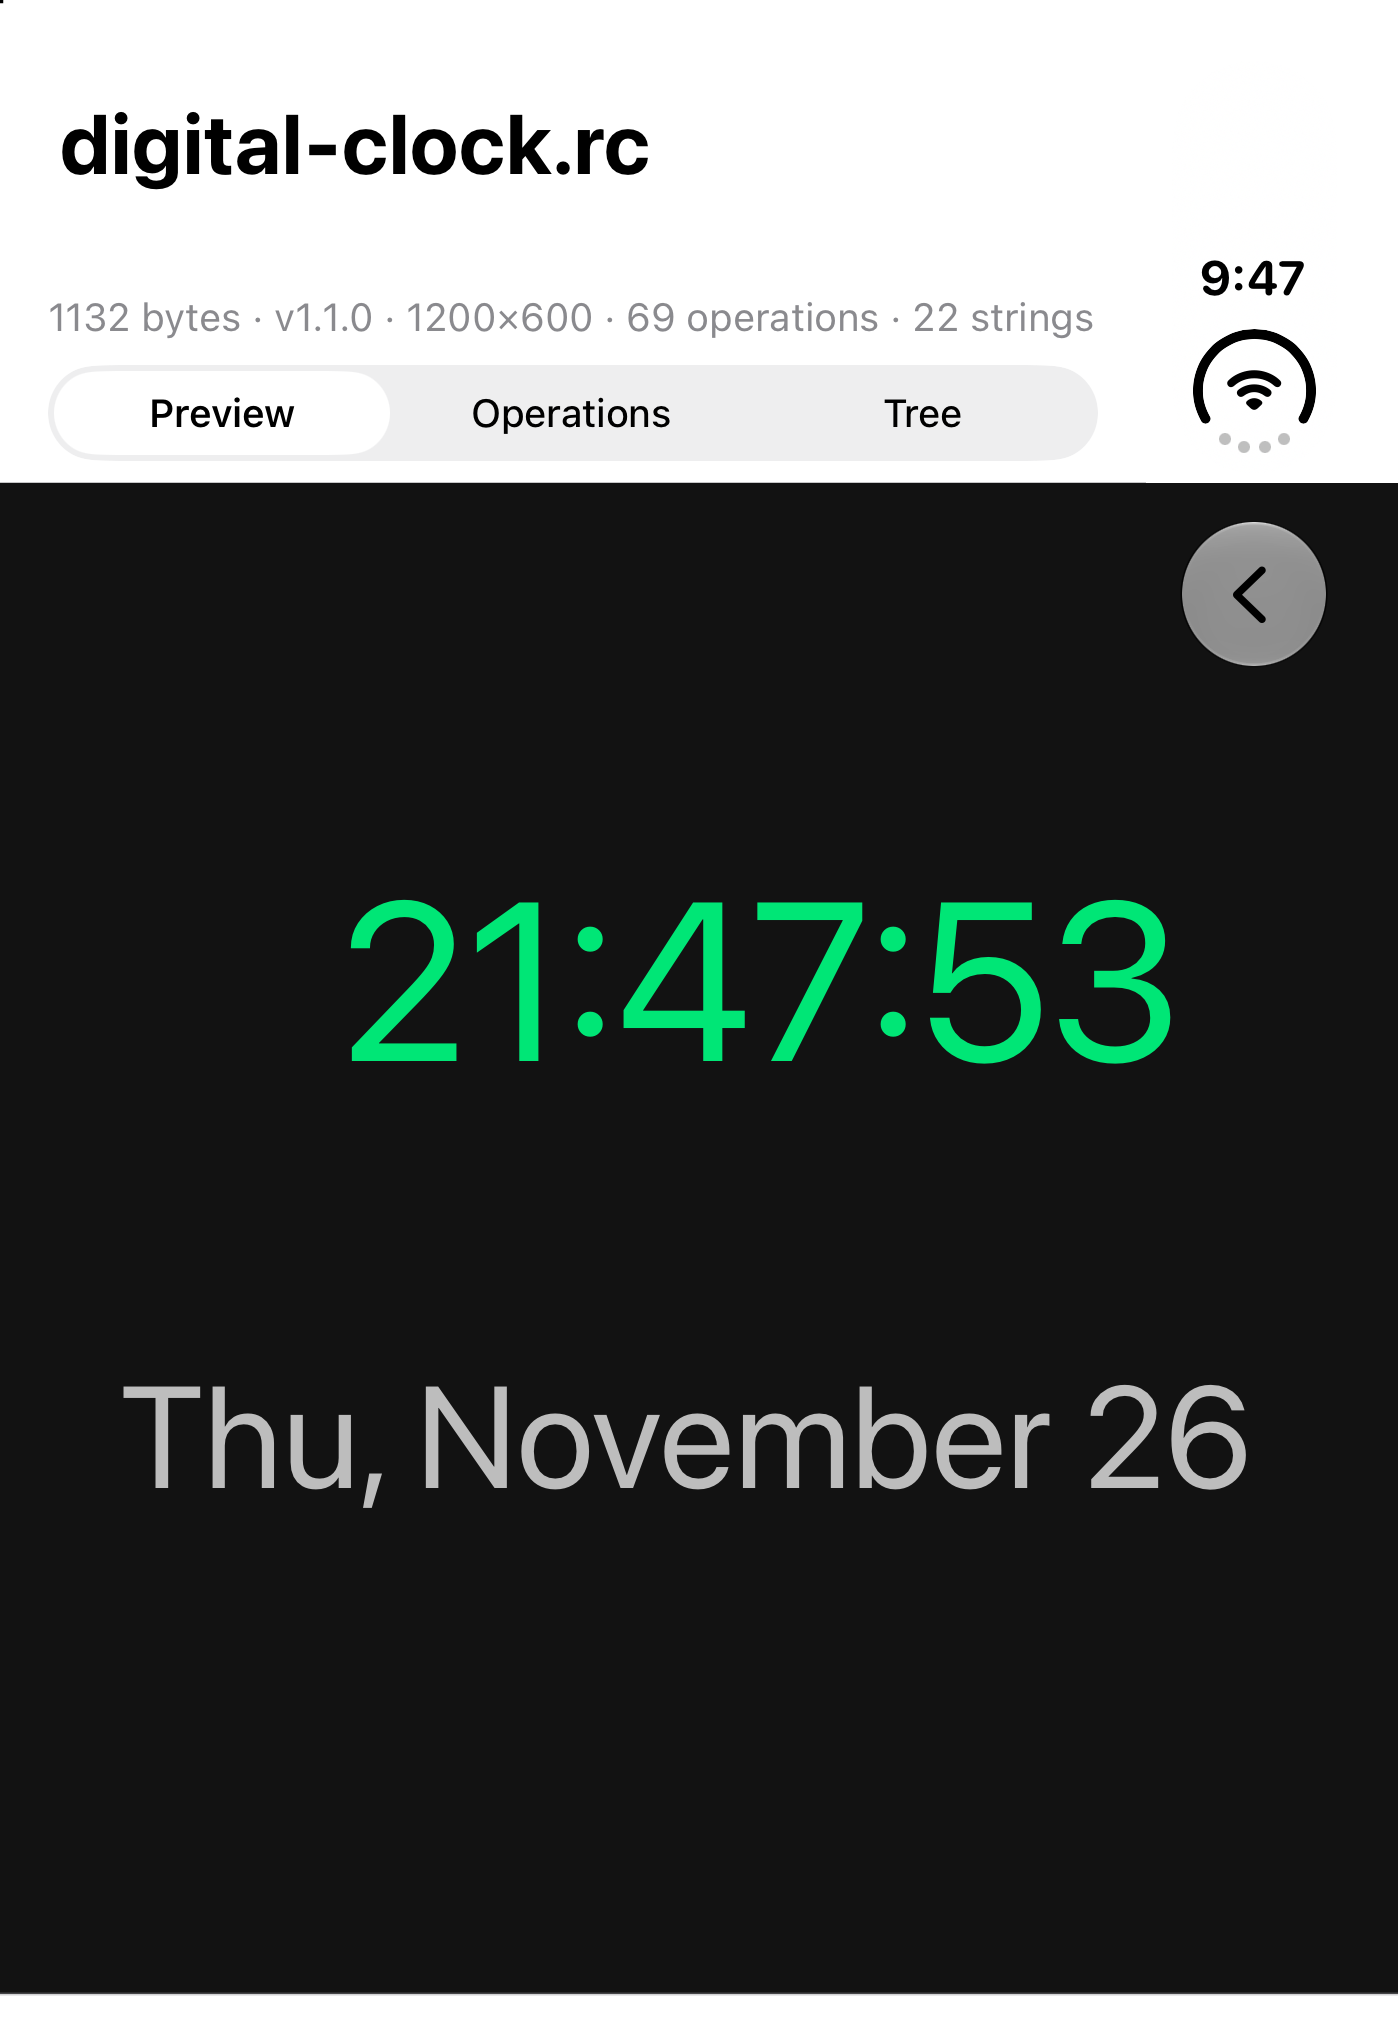 digital-clock.rc
9:47
1132 bytes · v1.1.0 · 1200×600 · 69 operations · 22 strings
Preview Operations Tree
21:47:53
Thu, November 26